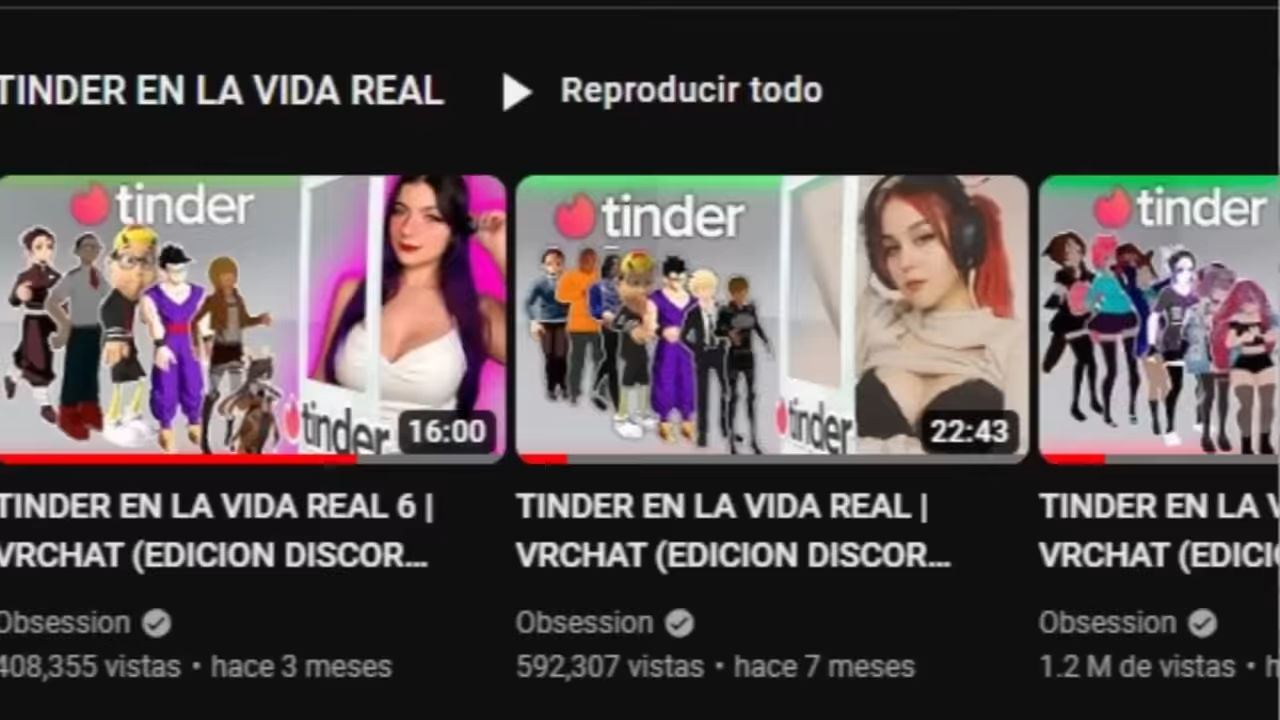 TINDER EN LA VIDA REAL
Reproducir todo
tinder
tinder
16:00
tinder
tinder
22:43
tinder
TINDER EN LA VIDA REAL 6 |
VRCHAT (EDICION DISCOR...
Obsession
408,355 vistas • hace 3 meses
TINDER EN LA VIDA REAL |
VRCHAT (EDICION DISCOR...
Obsession
592,307 vistas • hace 7 meses
TINDER EN LA V
VRCHAT (EDICI
Obsession
1.2 M de vistas • h